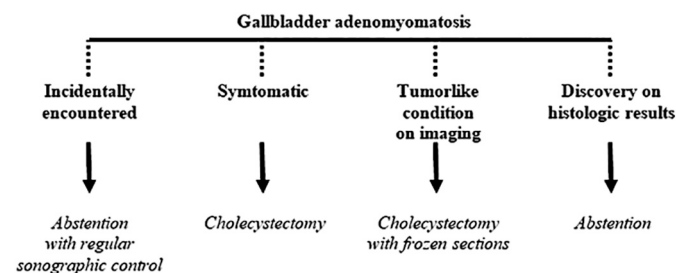 Gallbladder adenomyomatosis
Incidentally
encountered
Symtomatic
Tumorlike
condition
on imaging
Discovery on
histologic results
Abstention
with regular
sonographic control
Cholecystectomy
Cholecystectomy
with frozen sections
Abstention